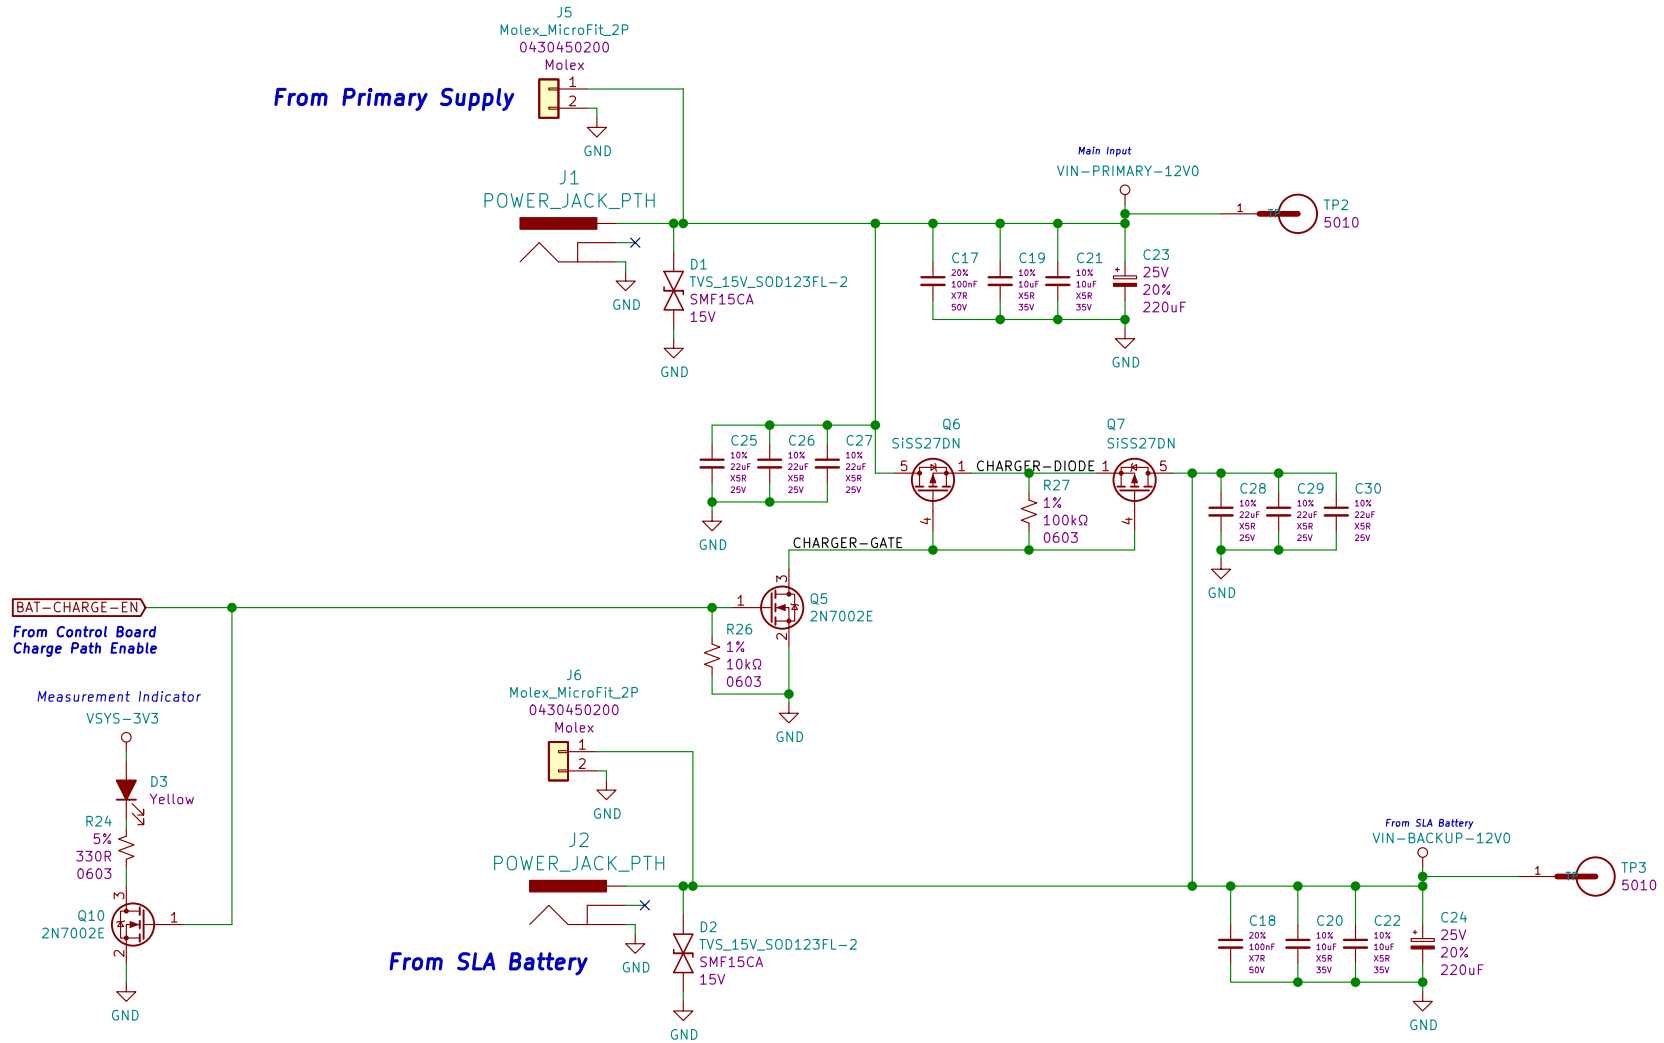 J5
Molex_MicroFit_2P
0430450200
Molex
From Primary Supply
1
2
GND
J1
POWER_JACK_PTH
GND
D1
TVS_15V_SOD123FL-2
SMF15CA
15V
GND
Main Input
VIN-PRIMARY-12V0
1
TP2
5010
C17
20%
100nF
X7R
50V
C19
10%
10uF
X5R
35V
C21
10%
10uF
X5R
35V
C23
25V
20%
220uF
GND
C25
10%
22uF
X5R
25V
C26
10%
22uF
X5R
25V
C27
10%
22uF
X5R
25V
GND
Q6
SiSS27DN
5
1
4
CHARGER-DIODE
Q7
SiSS27DN
1
5
4
R27
1%
100kΩ
0603
C28
10%
22uF
X5R
25V
C29
10%
22uF
X5R
25V
C30
10%
22uF
X5R
25V
GND
CHARGER-GATE
BAT-CHARGE-EN
From Control Board
Charge Path Enable
1
3
2
Q5
2N7002E
R26
1%
10kΩ
0603
GND
Measurement Indicator
VSYS-3V3
D3
Yellow
R24
5%
330R
0603
3
Q10
2N7002E
1
2
GND
J6
Molex_MicroFit_2P
0430450200
Molex
1
2
GND
J2
POWER_JACK_PTH
GND
From SLA Battery
D2
TVS_15V_SOD123FL-2
SMF15CA
15V
GND
From SLA Battery
VIN-BACKUP-12V0
1
TP3
5010
C18
20%
100nF
X7R
50V
C20
10%
10uF
X5R
35V
C22
10%
10uF
X5R
35V
C24
25V
20%
220uF
GND